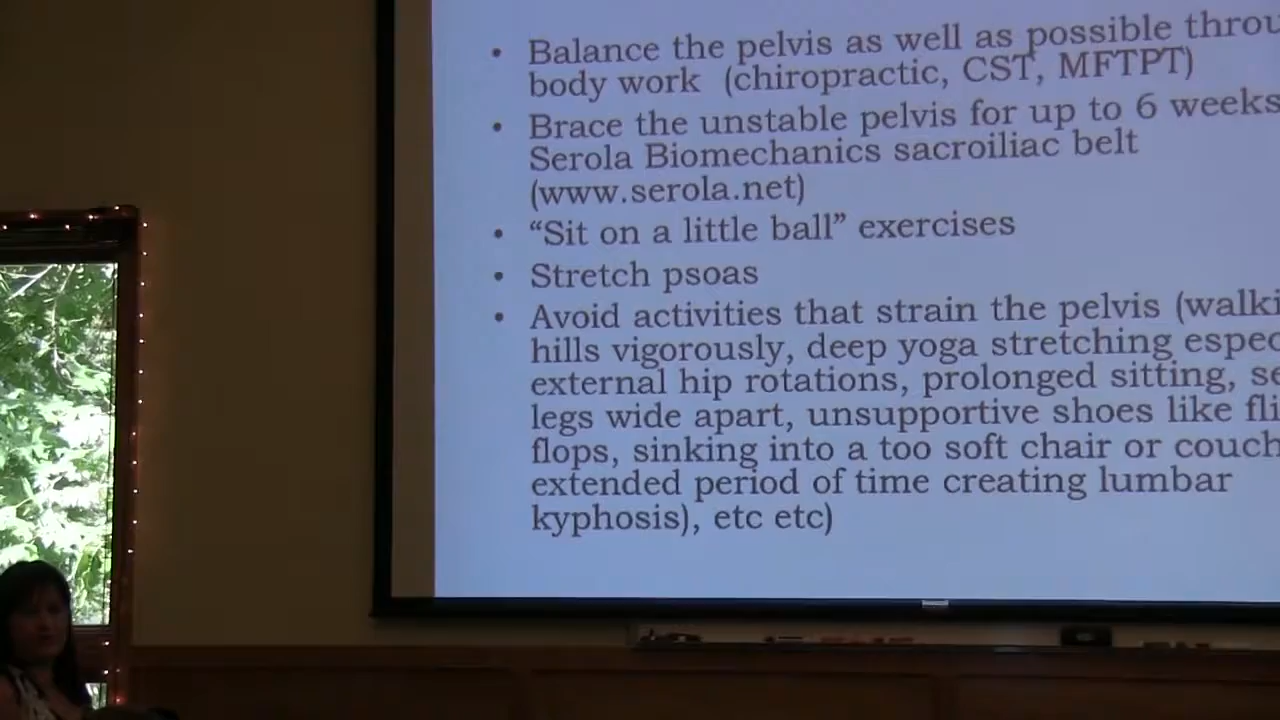 • Balance the pelvis as well as possible throu
body work (chiropractic, CST, MFTPT)
• Brace the unstable pelvis for up to 6 weeks
Serola Biomechanics sacroiliac belt
(www.serola.net)
• “Sit on a little ball” exercises
• Stretch psoas
• Avoid activities that strain the pelvis (walki
hills vigorously, deep yoga stretching espec
external hip rotations, prolonged sitting, se
legs wide apart, unsupportive shoes like fli
flops, sinking into a too soft chair or couch
extended period of time creating lumbar
kyphosis), etc etc)